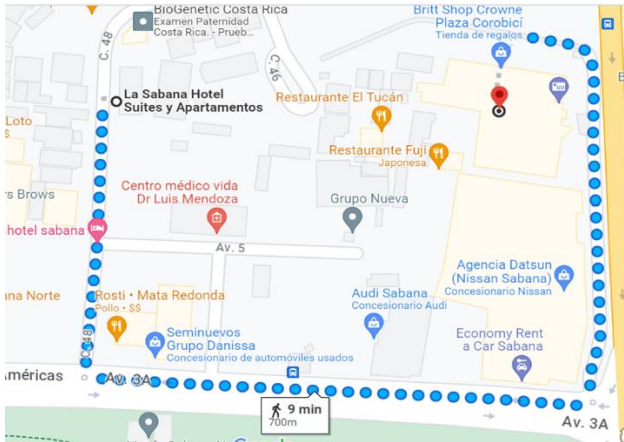 BioGenetic Costa Rica
Examen Paternidad
Costa Rica. - Prueb...
Britt Shop Crowne
Plaza Corobicí
Tienda de regalos
C. 48
C. 46
La Sabana Hotel
Suites y Apartamentos
Loto
$
Restaurante El Tucán
Restaurante Fuji
Japonesa
rs Brows
Centro médico vida
Dr Luis Mendoza
Grupo Nueva
hotel sabana
Av. 5
Agencia Datsun
(Nissan Sabana)
Concesionario Nissan
na Norte
Rosti • Mata Redonda
Pollo • $$
Audi Sabana
Concesionario Audi
Seminuevos
Grupo Danissa
Concesionario de automóviles usados
Economy Rent
a Car Sabana
C. 48
Américas
Av. 3A
9 min
700m
Av. 3A